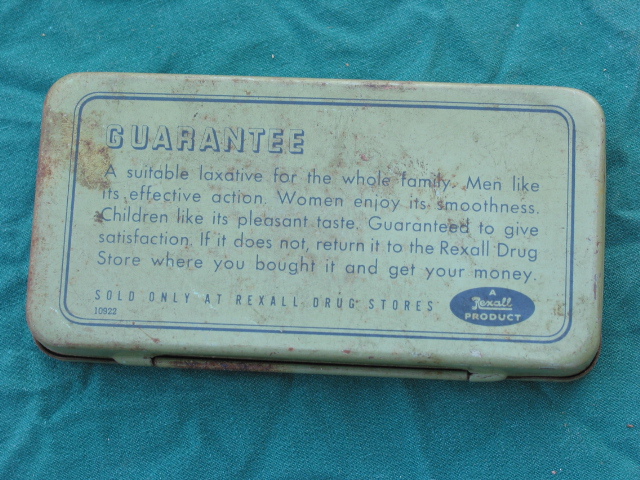 GUARANTEE
A suitable laxative for the whole family. Men like
its effective action. Women enjoy its smoothness.
Children like its pleasant taste. Guaranteed to give
satisfaction. If it does not, return it to the Rexall Drug
Store where you bought it and get your money.
SOLD ONLY AT REXALL DRUG STORES
10922
A
Rexall
PRODUCT